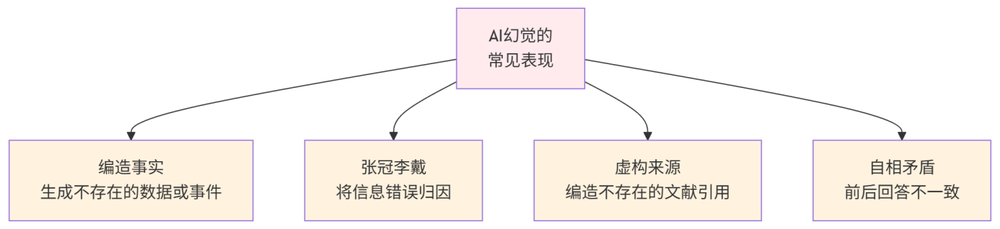 AI幻觉的
常见表现
编造事实
生成不存在的数据或事件
张冠李戴
将信息错误归因
虚构来源
编造不存在的文献引用
自相矛盾
前后回答不一致